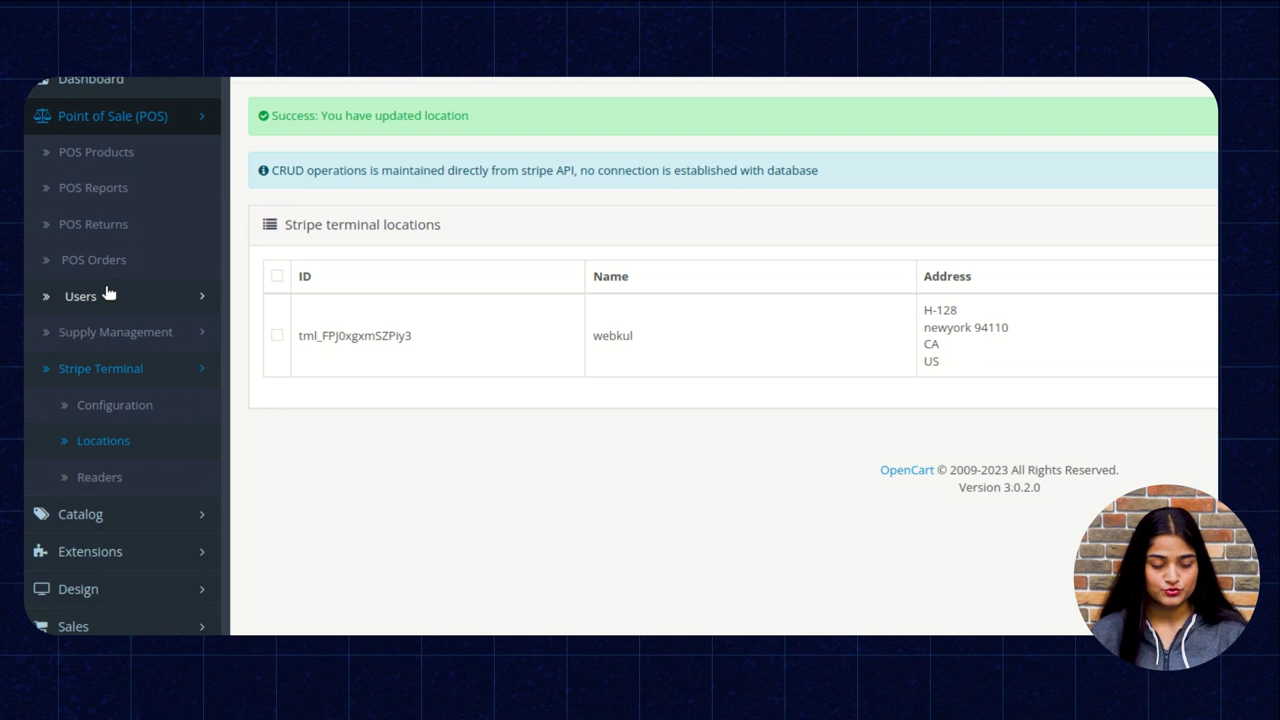 Dashboard
Point of Sale (POS)
POS Products
POS Reports
POS Returns
POS Orders
Users
Supply Management
Stripe Terminal
Configuration
Locations
Readers
Catalog
Extensions
Design
Sales
Success: You have updated location
CRUD operations is maintained directly from stripe API, no connection is established with database
Stripe terminal locations
ID Name Address
tml_FPJ0xgxmSZPiy3 webkul
H-128
newyork 94110
CA
US
OpenCart © 2009-2023 All Rights Reserved.
Version 3.0.2.0